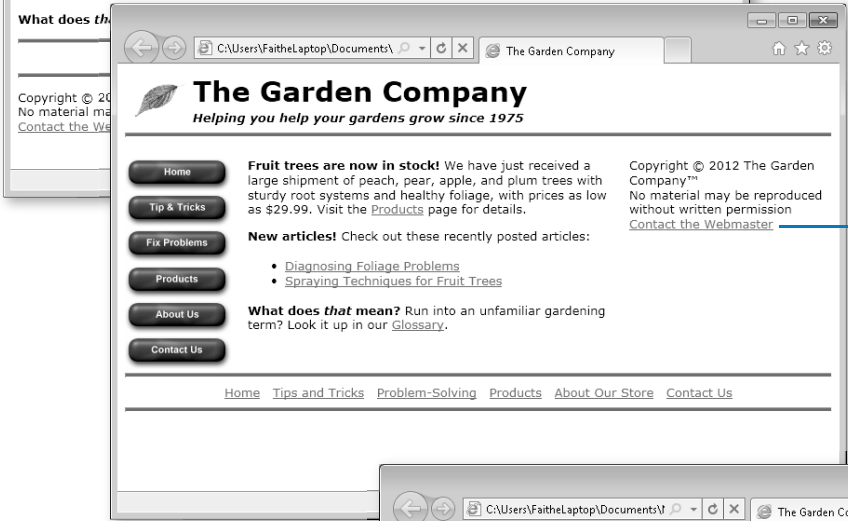 What does
C:\Users\FaitheLaptop\Documents\
The Garden Company
The Garden Company
Helping you help your gardens grow since 1975
Copyright © 20
No material ma
Contact the We
Home
Tip & Tricks
Fix Problems
Products
About Us
Contact Us
Fruit trees are now in stock! We have just received a
large shipment of peach, pear, apple, and plum trees with
sturdy root systems and healthy foliage, with prices as low
as $29.99. Visit the Products page for details.
New articles! Check out these recently posted articles:
• Diagnosing Foliage Problems
• Spraying Techniques for Fruit Trees
What does that mean? Run into an unfamiliar gardening
term? Look it up in our Glossary.
Copyright © 2012 The Garden
Company™
No material may be reproduced
without written permission
Contact the Webmaster
Home Tips and Tricks Problem-Solving Products About Our Store Contact Us
C:\Users\FaitheLaptop\Documents\
The Garden Co